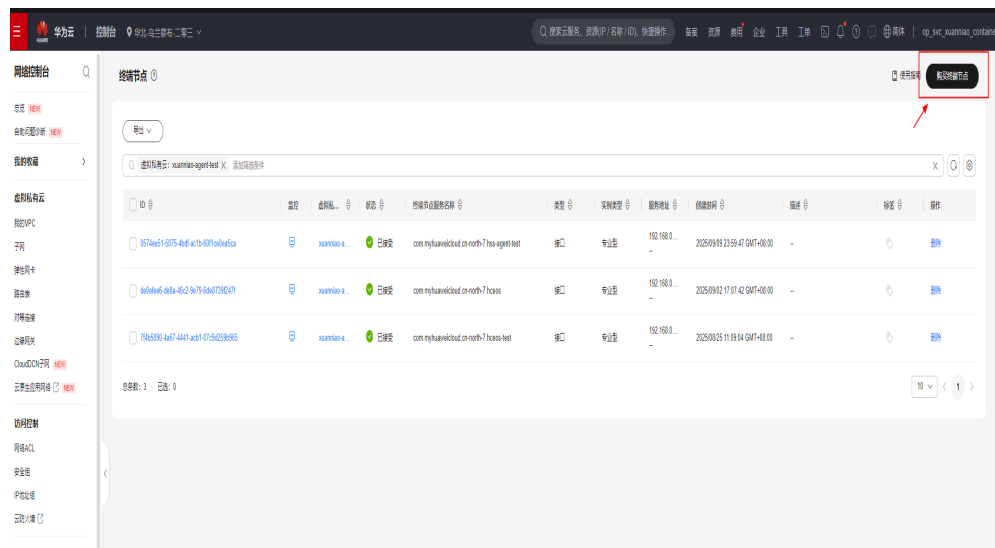 华为云 | 控制台 华北-乌兰察布-二零三
搜索云服务、资源(IP / 名称 / ID)、快捷操作... 备案 资源 费用 企业 工具 工单 简体 | op_svc_xuanniao_container
网络控制台
终端节点
使用指南 购买终端节点
总览 NEW
自助问题诊断 NEW
我的收藏
虚拟私有云
我的VPC
子网
弹性网卡
路由表
对等连接
边缘网关
CloudDCN子网 NEW
云原生应用网络 NEW
访问控制
网络ACL
安全组
IP地址组
云防火墙
导出
虚拟私有云: xuanniao-agent-test X 添加筛选条件
ID 监控 虚拟私... 状态 终端节点服务名称 类型 实例类型 服务地址 创建时间 描述 标签 操作
0574ee51-5075-4bdf-ac1b-60f1ce0ea5ca xuanniao-a... 已接受 com.myhuaweicloud.cn-north-7.hss-agent-test 接口 专业型 192.168.0.... -- 2025/09/09 23:59:47 GMT+08:00 -- 删除
de0efee6-de8a-46c2-9e79-6de8739f247f xuanniao-a... 已接受 com.myhuaweicloud.cn-north-7.hceos 接口 专业型 192.168.0.... -- 2025/09/02 17:07:42 GMT+08:00 -- 删除
7f4b5890-4a67-4441-acb1-07c9d259b965 xuanniao-a... 已接受 com.myhuaweicloud.cn-north-7.hceos-test 接口 专业型 192.168.0.... -- 2025/08/25 11:09:04 GMT+08:00 -- 删除
总条数: 3 已选: 0
10 1